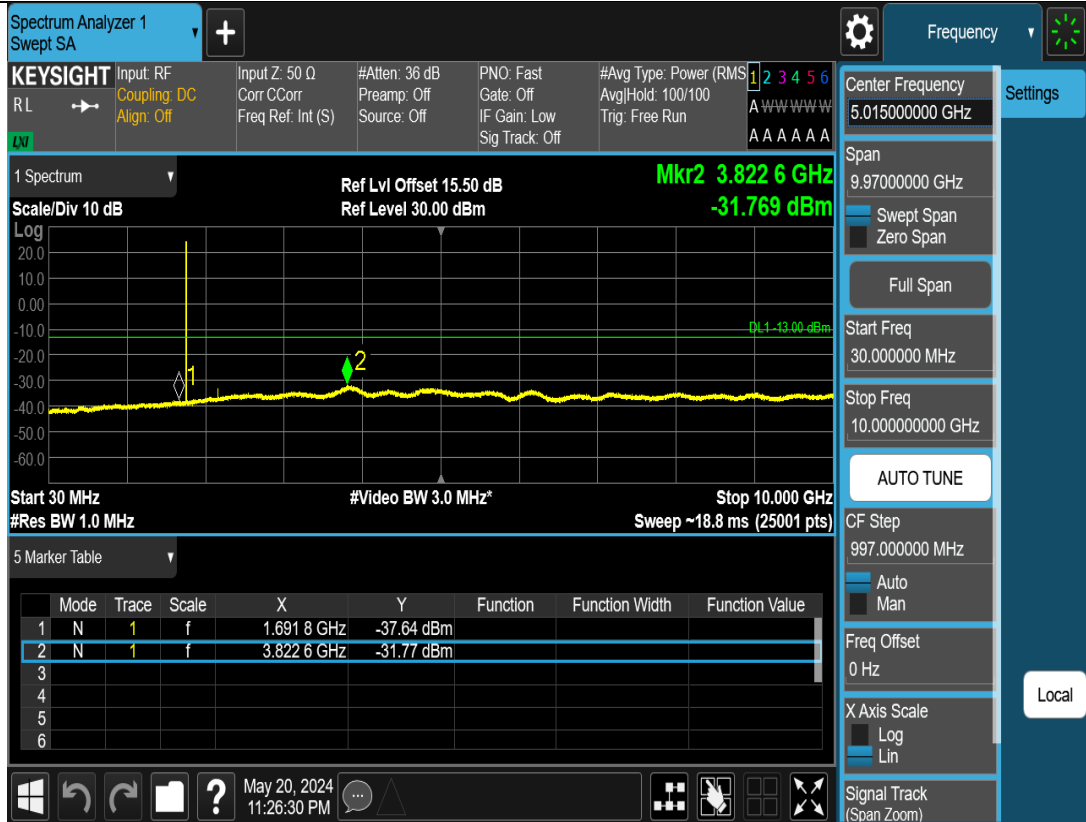 Spectrum Analyzer 1
Swept SA
+
Frequency
KEYSIGHT
RL
LXI
Input: RF
Coupling: DC
Align: Off
Input Z: 50 Ω
Corr CCorr
Freq Ref: Int (S)
#Atten: 36 dB
Preamp: Off
Source: Off
PNO: Fast
Gate: Off
IF Gain: Low
Sig Track: Off
#Avg Type: Power (RMS
Avg|Hold: 100/100
Trig: Free Run
1 2 3 4 5 6
A W W W W W
A A A A A A
1 Spectrum
Scale/Div 10 dB
Ref Lvl Offset 15.50 dB
Ref Level 30.00 dBm
Mkr2 3.822 6 GHz
-31.769 dBm
Log
20.0
10.0
0.00
-10.0
-20.0
-30.0
-40.0
-50.0
-60.0
DL1 -13.00 dBm
1
2
Start 30 MHz
#Video BW 3.0 MHz*
Stop 10.000 GHz
#Res BW 1.0 MHz
Sweep ~18.8 ms (25001 pts)
5 Marker Table
Mode Trace Scale X Y Function Function Width Function Value
1 N 1 f 1.691 8 GHz -37.64 dBm
2 N 1 f 3.822 6 GHz -31.77 dBm
3
4
5
6
?
May 20, 2024
11:26:30 PM
Center Frequency
5.015000000 GHz
Settings
Span
9.97000000 GHz
Swept Span
Zero Span
Full Span
Start Freq
30.000000 MHz
Stop Freq
10.000000000 GHz
AUTO TUNE
CF Step
997.000000 MHz
Auto
Man
Freq Offset
0 Hz
Local
X Axis Scale
Log
Lin
Signal Track
(Span Zoom)